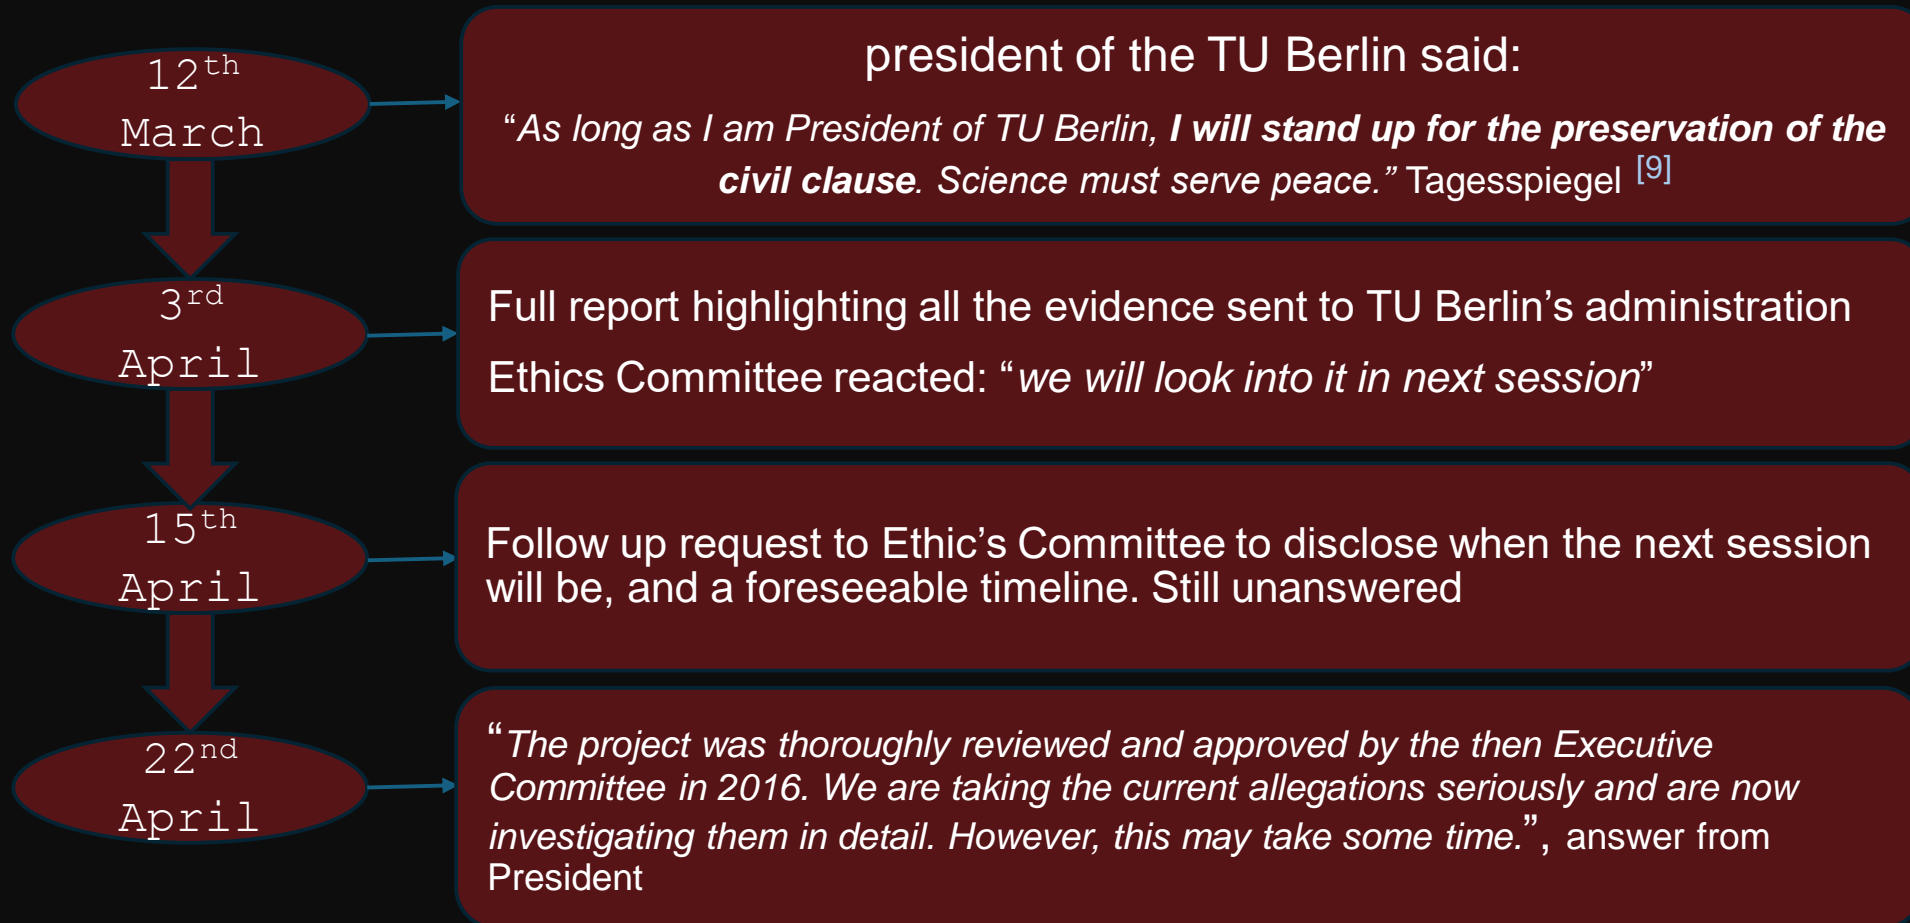 12th
March
president of the TU Berlin said:
“As long as I am President of TU Berlin, I will stand up for the preservation of the
civil clause. Science must serve peace.” Tagesspiegel [9]
3rd
April
Full report highlighting all the evidence sent to TU Berlin’s administration
Ethics Committee reacted: “we will look into it in next session”
15th
April
Follow up request to Ethic’s Committee to disclose when the next session
will be, and a foreseeable timeline. Still unanswered
22nd
April
“The project was thoroughly reviewed and approved by the then Executive
Committee in 2016. We are taking the current allegations seriously and are now
investigating them in detail. However, this may take some time.”, answer from
President